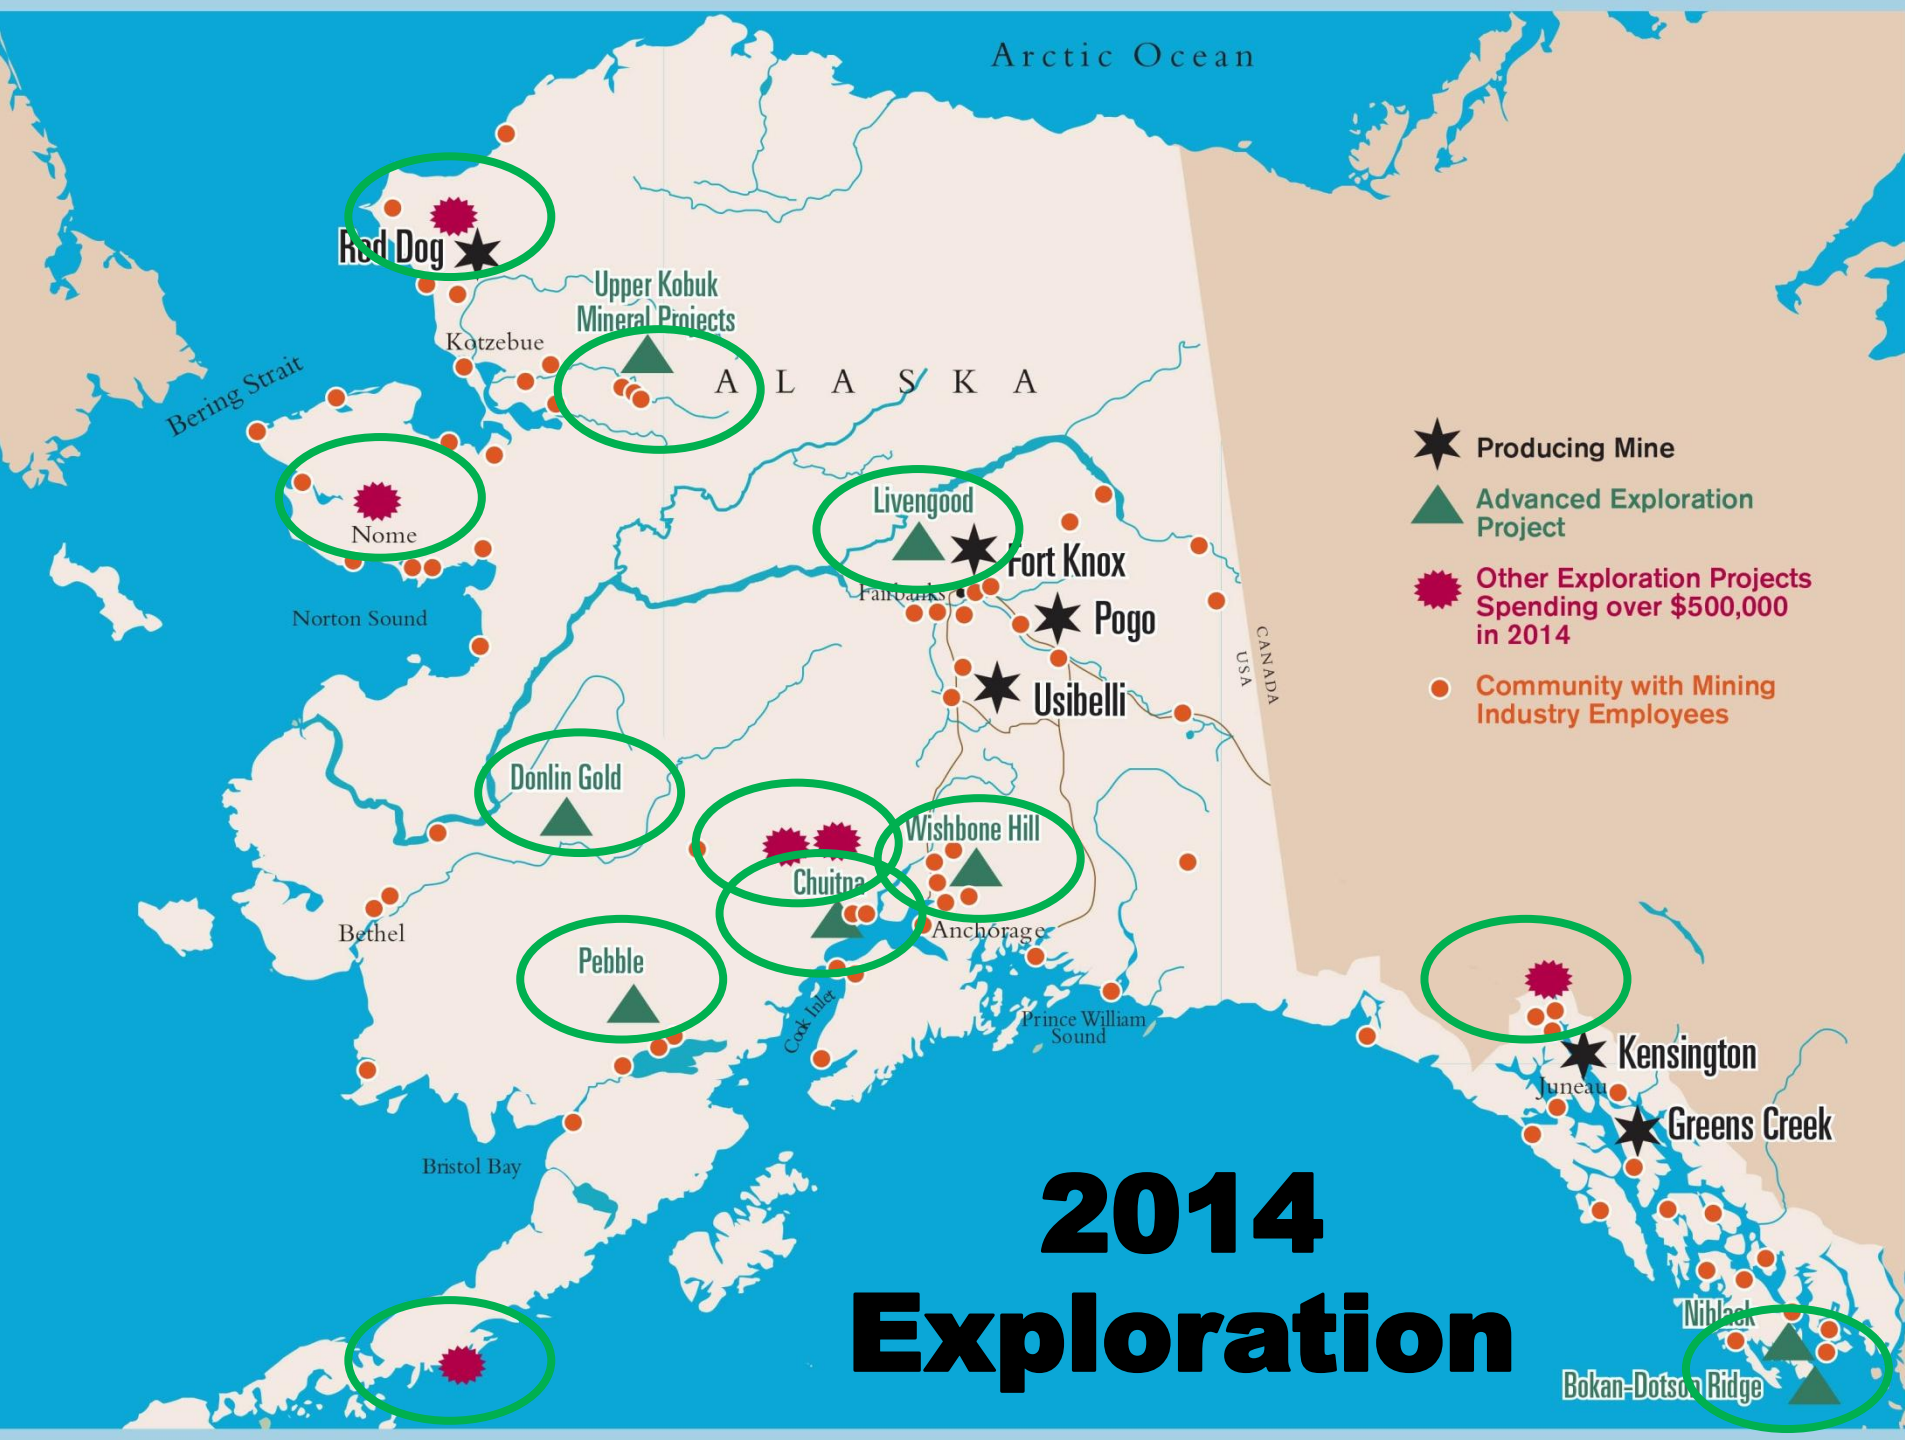 Arctic Ocean
Red Dog
Upper Kobuk
Mineral Projects
Kotzebue
ALASKA
Bering Strait
Producing Mine
Advanced Exploration
Project
Livengood
Nome
Fort Knox
Other Exploration Projects
Spending over $500,000
in 2014
Fairbanks
Norton Sound
Pogo
CANADA
USA
Community with Mining
Industry Employees
Usibelli
Donlin Gold
Wishbone Hill
Chuitna
Bethel
Anchorage
Pebble
Cook Inlet
Prince William
Sound
Kensington
Juneau
Greens Creek
Bristol Bay
2014
Exploration
Niblack
Bokan-Dotson Ridge